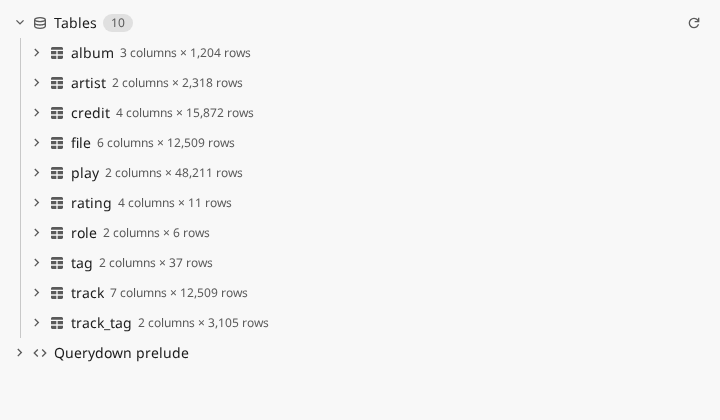 Tables 10
album 3 columns × 1,204 rows
artist 2 columns × 2,318 rows
credit 4 columns × 15,872 rows
file 6 columns × 12,509 rows
play 2 columns × 48,211 rows
rating 4 columns × 11 rows
role 2 columns × 6 rows
tag 2 columns × 37 rows
track 7 columns × 12,509 rows
track_tag 2 columns × 3,105 rows
Querydown prelude